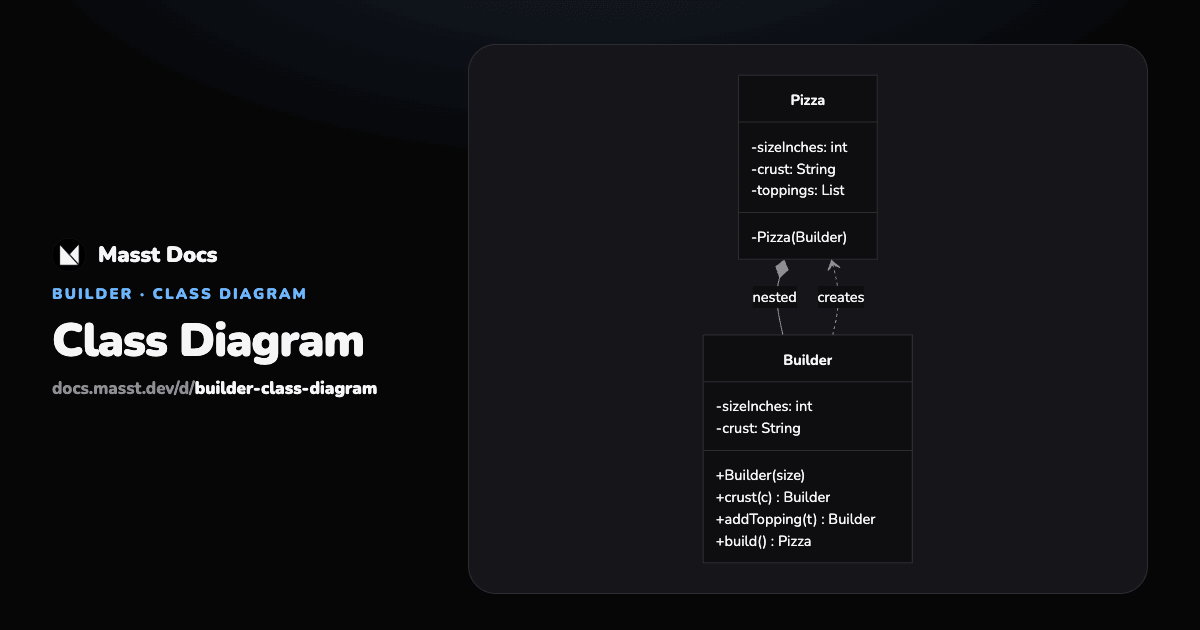 Masst Docs
BUILDER · CLASS DIAGRAM
Class Diagram
docs.masst.dev/d/builder-class-diagram
Pizza
-sizeInches: int
-crust: String
-toppings: List
-Pizza(Builder)
nested
creates
Builder
-sizeInches: int
-crust: String
+Builder(size)
+crust(c) : Builder
+addTopping(t) : Builder
+build() : Pizza